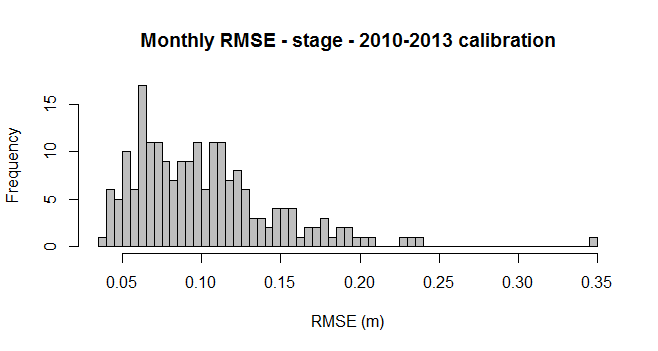 Monthly RMSE - stage - 2010-2013 calibration
Frequency
15
10
5
0
0.05 0.10 0.15 0.20 0.25 0.30 0.35
RMSE (m)